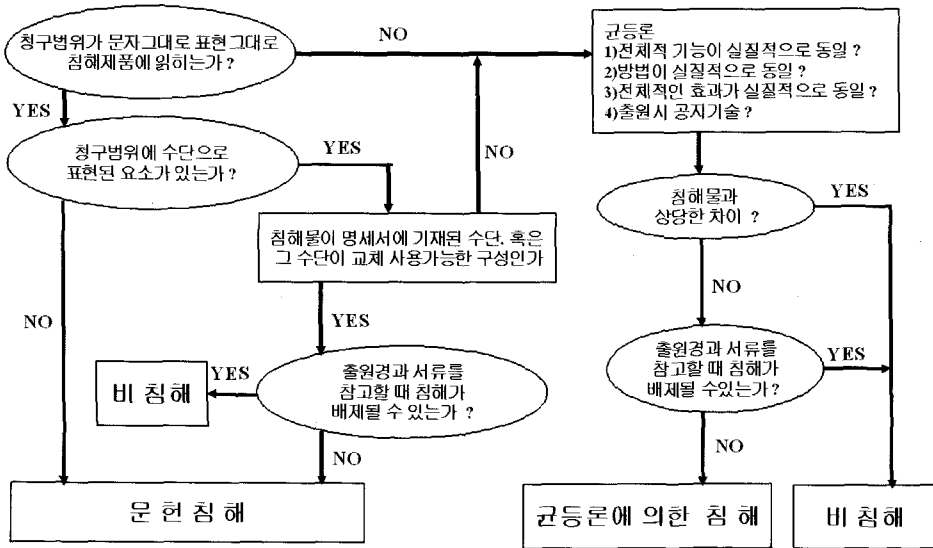 청구범위가 문자그대로 표현그대로
침해제품에 읽히는가 ?
NO
YES
청구범위에 수단으로
표현된 요소가 있는가 ?
YES
NO
침해물이 명세서에 기재된 수단, 혹은
그 수단이 교체 사용가능한 구성인가
NO
YES
출원경과 서류를
참고할 때 침해가
배제될 수 있는가 ?
YES
비 침해
NO
문 헌 침 해
균등론
1)전체적 기능이 실질적으로 동일 ?
2)방법이 실질적으로 동일 ?
3)전체적인 효과가 실질적으로 동일 ?
4)출원시 공지기술 ?
침해물과
상당한 차이 ?
YES
NO
출원경과 서류를
참고할 때 침해가
배제될 수있는가 ?
YES
NO
균등론에 의한 침해
비 침해